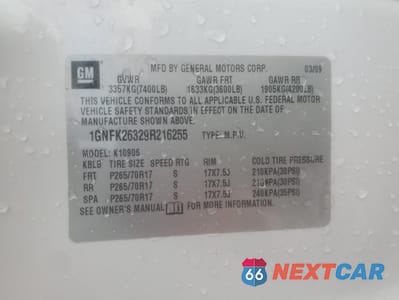 GM MFD BY GENERAL MOTORS CORP. 03/09
GVWR GAWR FRT GAWR RR
3357KG(7400LB) 1633KG(3600LB) 1905KG(4200LB)
THIS VEHICLE CONFORMS TO ALL APPLICABLE U.S. FEDERAL
MOTOR VEHICLE SAFETY STANDARDS IN EFFECT ON THE DATE OF
MANUFACTURE SHOWN ABOVE.
1GNFK26329R216255 TYPE: M.P.V.
MODEL: K10906
TIRE SIZE SPEED RTG RIM COLD TIRE PRESSURE
FRT P265/70R17 S 17X7.5J 210KPA(30PSI)
RR P265/70R17 S 17X7.5J 210KPA(30PSI)
SPA P265/70R17 S 17X7.5J 240KPA(35PSI)
SEE OWNER'S MANUAL FOR MORE INFORMATION.
66 NEXTCAR